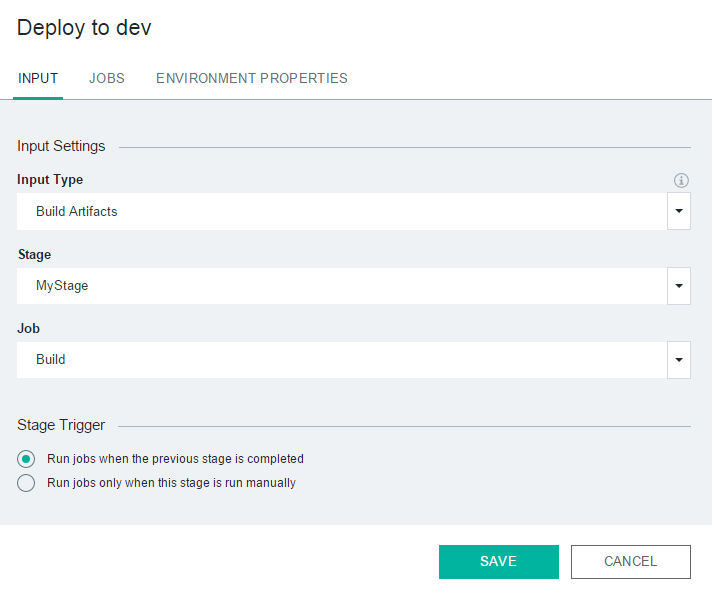 Deploy to dev
INPUT JOBS ENVIRONMENT PROPERTIES
Input Settings
Input Type
Build Artifacts
Stage
MyStage
Job
Build
Stage Trigger
Run jobs when the previous stage is completed
Run jobs only when this stage is run manually
SAVE CANCEL